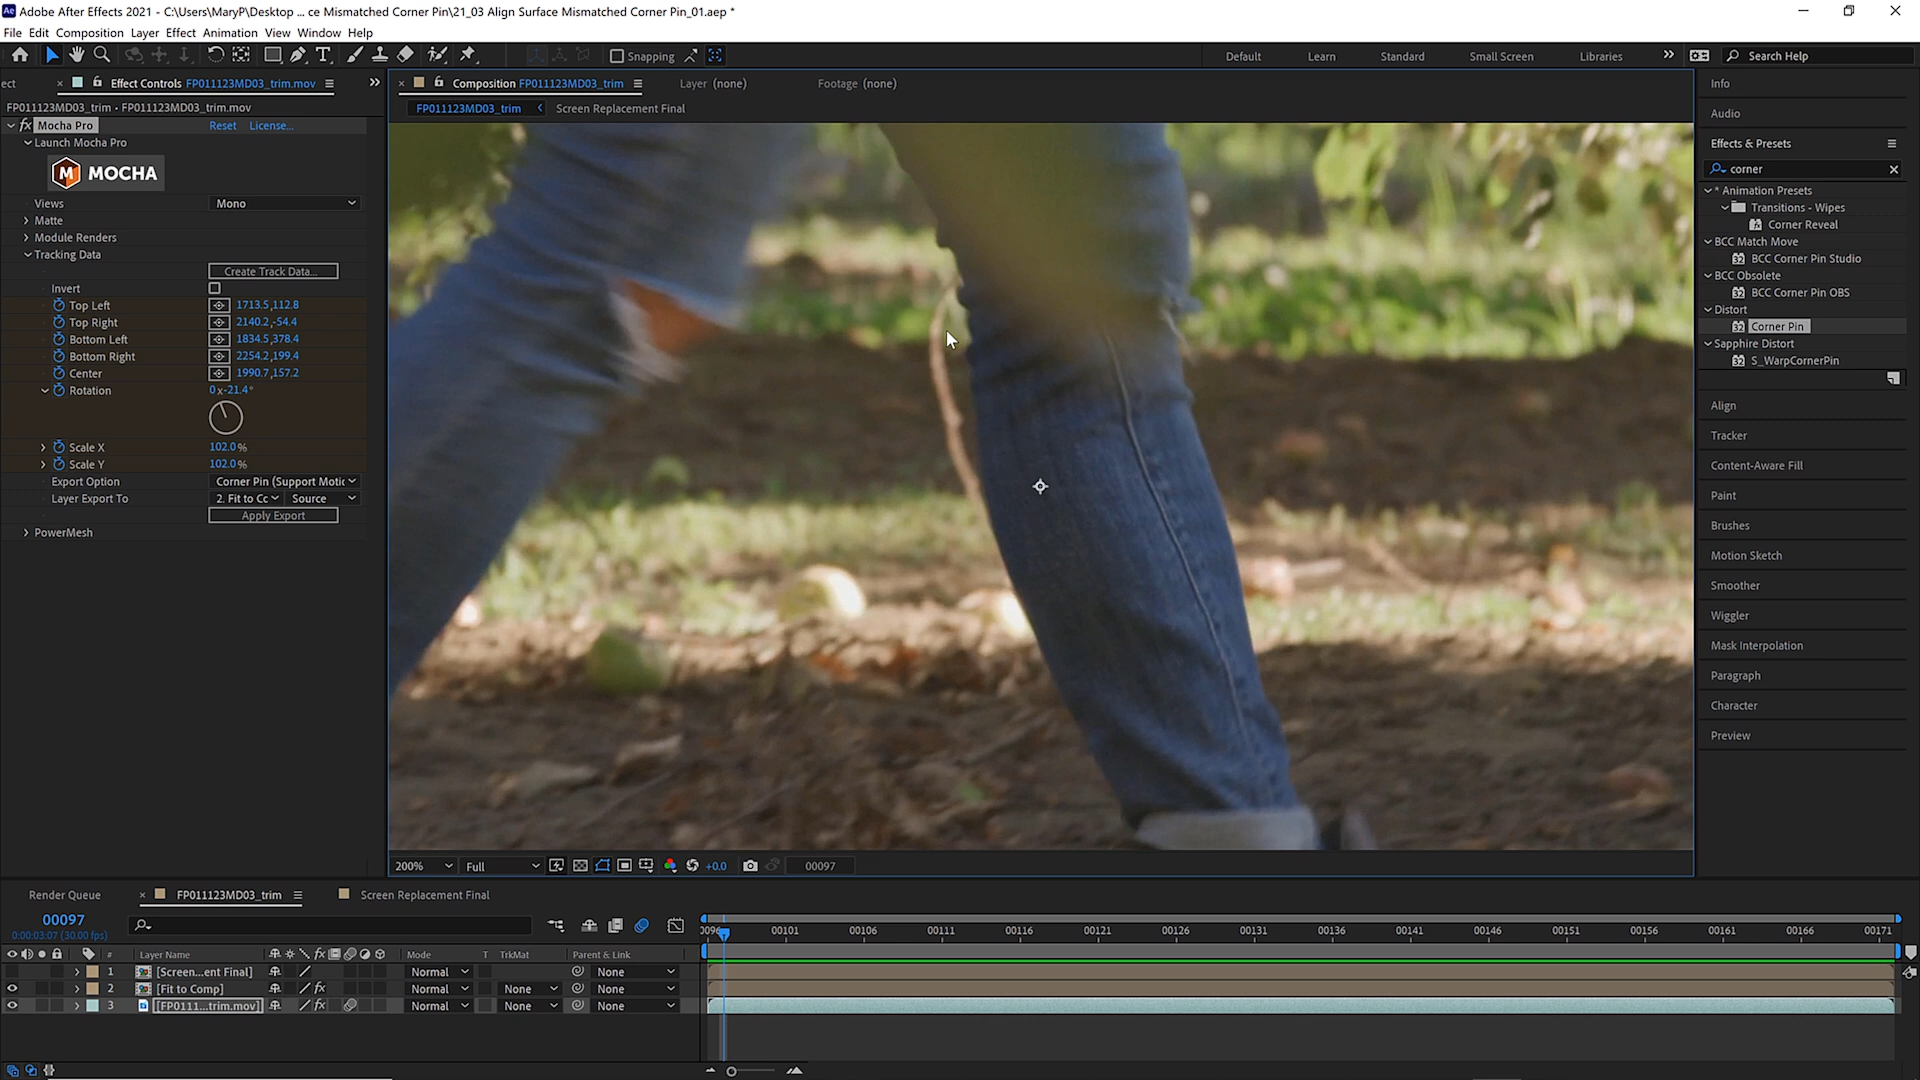 Adobe After Effects 2021 - C:\Users\MaryP\Desktop ... ce Mismatched Corner Pin\21_03 Align Surface Mismatched Corner Pin_01.aep *
File Edit Composition Layer Effect Animation View Window Help
Snapping
Default Learn Standard Small Screen Libraries Search Help
ect Effect Controls FP011123MD03_trim.mov
Composition FP011123MD03_trim Layer (none) Footage (none)
FP011123MD03_trim • FP011123MD03_trim.mov
FP011123MD03_trim Screen Replacement Final
fx Mocha Pro Reset License...
Launch Mocha Pro
M MOCHA
Views Mono
Matte
Module Renders
Tracking Data
Create Track Data...
Invert
Top Left 1713.5,112.8
Top Right 2140.2,-54.4
Bottom Left 1834.5,378.4
Bottom Right 2254.2,199.4
Center 1990.7,157.2
Rotation 0x-21.4°
Scale X 102.0%
Scale Y 102.0%
Export Option Corner Pin (Support Motic
Layer Export To 2. Fit to Cc Source
Apply Export
PowerMesh
Info
Audio
Effects & Presets
corner
* Animation Presets
Transitions - Wipes
Corner Reveal
BCC Match Move
BCC Corner Pin Studio
BCC Obsolete
BCC Corner Pin OBS
Distort
Corner Pin
Sapphire Distort
S_WarpCornerPin
Align
Tracker
Content-Aware Fill
Paint
Brushes
Motion Sketch
Smoother
Wiggler
Mask Interpolation
Paragraph
Character
Preview
200% Full +0.0 00097
Render Queue FP011123MD03_trim Screen Replacement Final
00097
0:00:03:07 (30.00 fps)
0096 00101 00106 00111 00116 00121 00126 00131 00136 00141 00146 00151 00156 00161 00166 00171
# Layer Name fx Mode T TrkMat Parent & Link
1 [Screen...ent Final] Normal None
2 [Fit to Comp] fx Normal None None
3 [FP0111...trim.mov] fx Normal None None